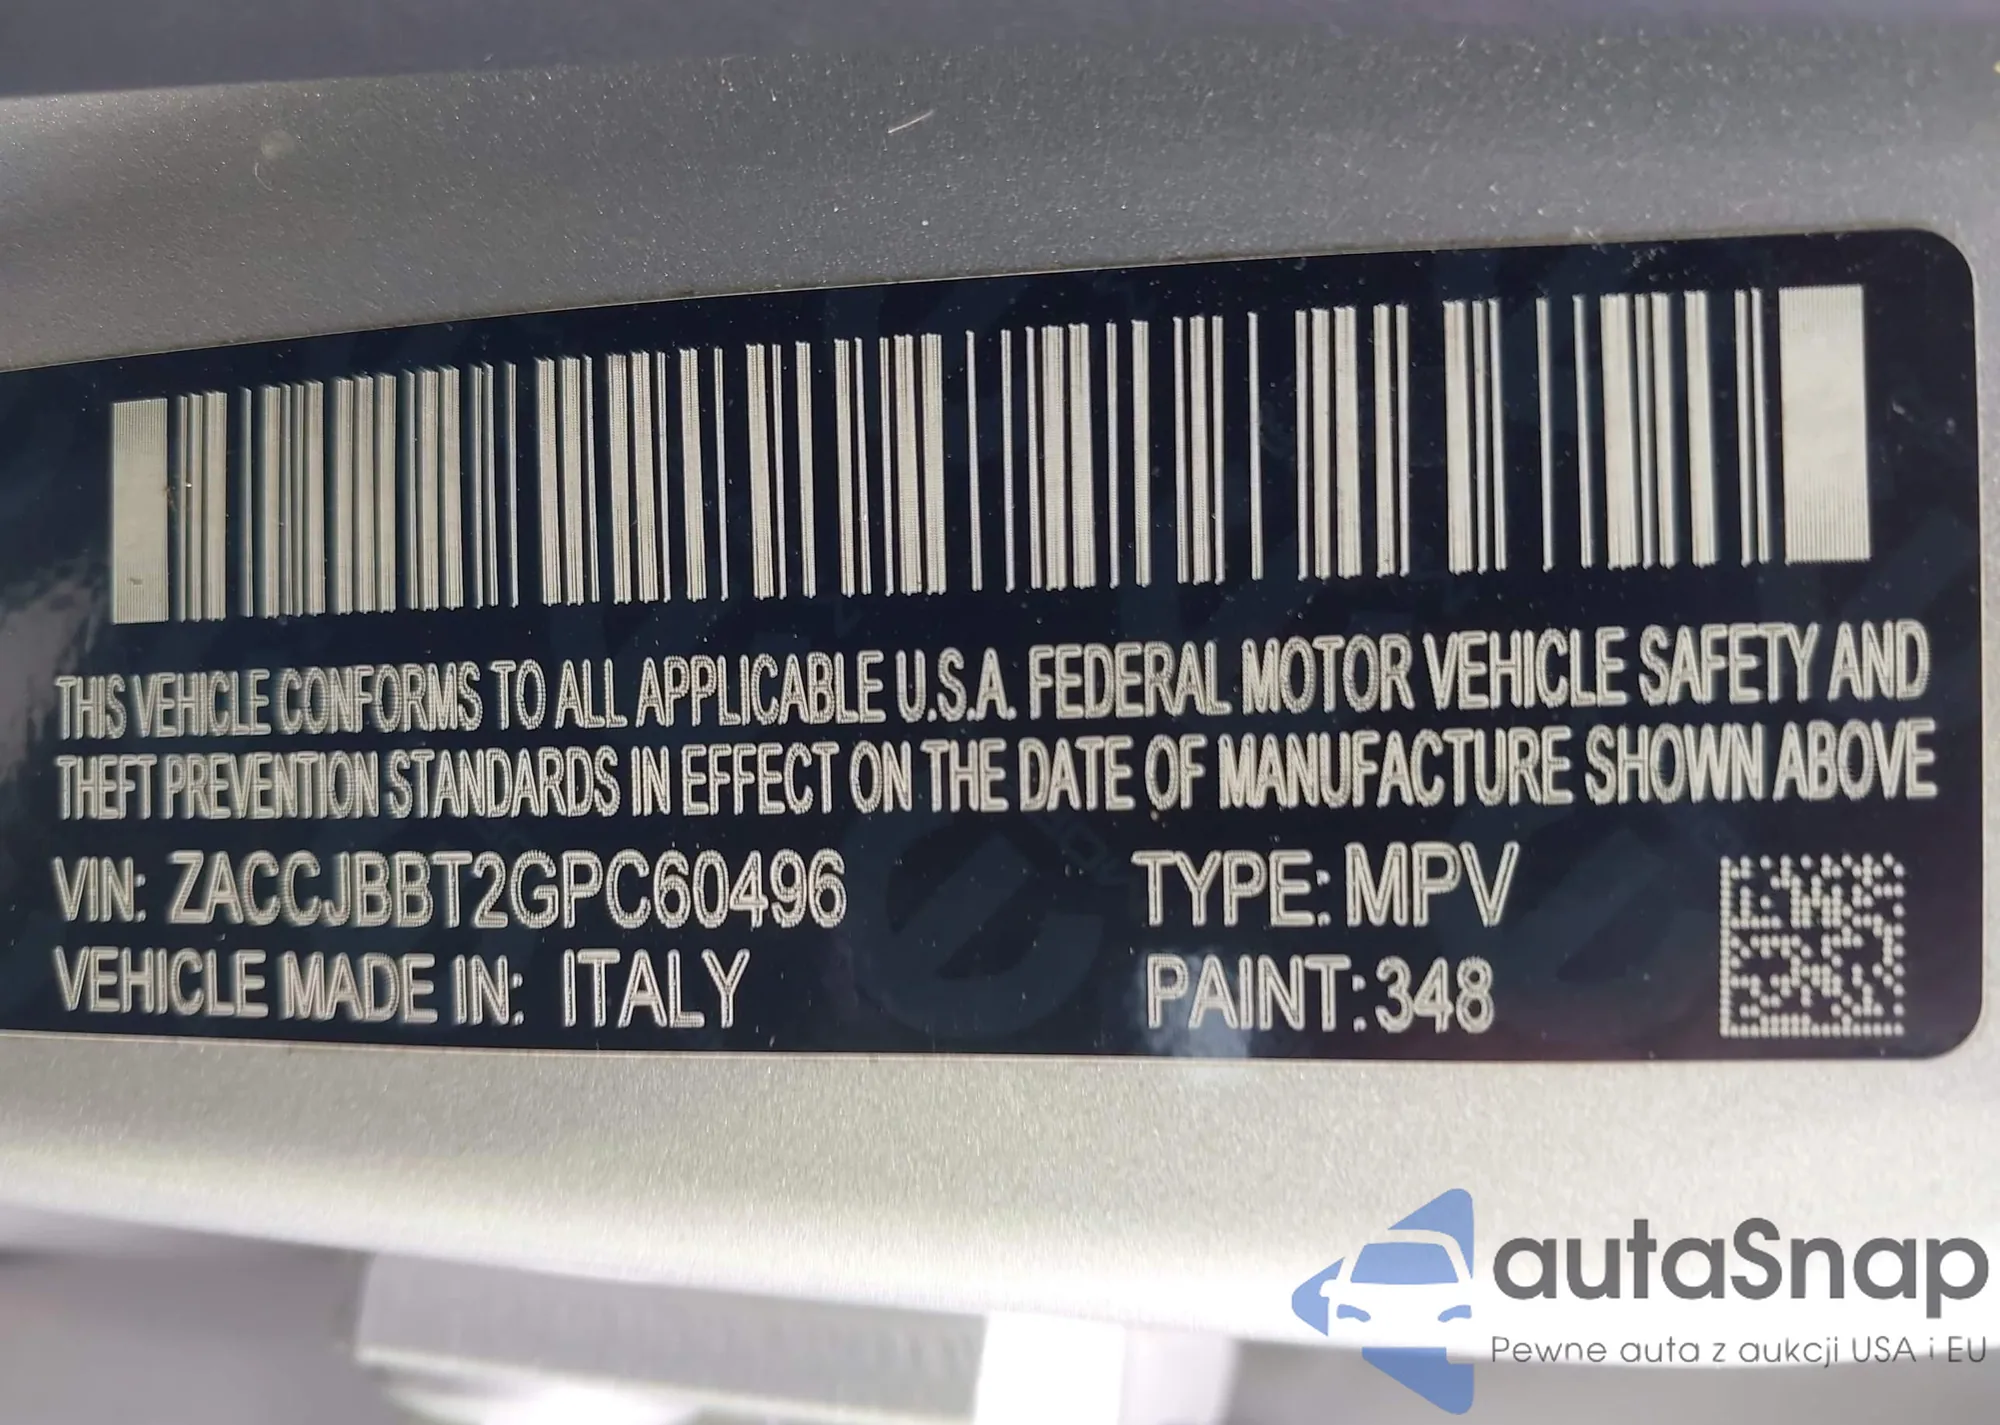 THIS VEHICLE CONFORMS TO ALL APPLICABLE U.S.A. FEDERAL MOTOR VEHICLE SAFETY AND
THEFT PREVENTION STANDARDS IN EFFECT ON THE DATE OF MANUFACTURE SHOWN ABOVE
VIN: ZACCJBBT2GPC60496 TYPE: MPV
VEHICLE MADE IN: ITALY PAINT: 348
autaSnap
Pewne auta z aukcji USA i EU